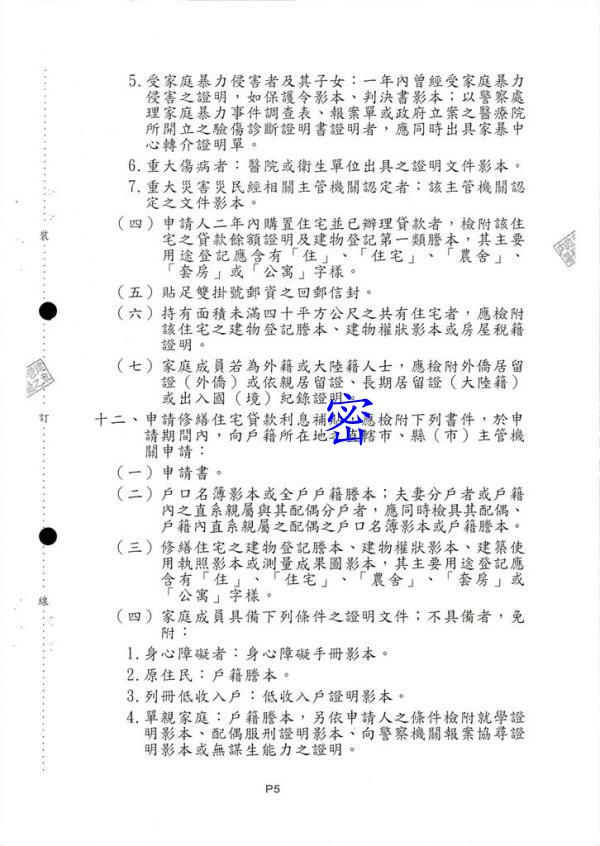 5.受家庭暴力侵害者及其子女：一年內曾經受家庭暴力
侵害之證明，如保護令影本、判決書影本；以警察處
理家庭暴力事件調查表、報案單或政府立案之醫療院
所開立之驗傷診斷證明書證明者，應同時出具家暴中
心轉介證明單。
6.重大傷病者：醫院或衛生單位出具之證明文件影本。
7.重大災害災民經相關主管機關認定者：該主管機關認
定之文件影本。
（四）申請人二年內購置住宅並已辦理貸款者，檢附該住
宅之貸款餘額證明及建物登記第一類謄本，其主要
用途登記應含有「住」、「住宅」、「農舍」、
「套房」或「公寓」字樣。
（五）貼足雙掛號郵資之回郵信封。
（六）持有面積未滿四十平方公尺之共有住宅者，應檢附
該住宅之建物登記謄本、建物權狀影本或房屋稅籍
證明。
（七）家庭成員若為外籍或大陸籍人士，應檢附外僑居留
證（外僑）或依親居留證、長期居留證（大陸籍）
或出入國（境）紀錄證明。
密
十二、申請修繕住宅貸款利息補貼，應檢附下列書件，於申
請期間內，向戶籍所在地之直轄市、縣（市）主管機
關申請：
（一）申請書。
（二）戶口名簿影本或全戶戶籍謄本；夫妻分戶者或戶籍
內之直系親屬與其配偶分戶者，應同時檢具其配偶、
戶籍內直系親屬之配偶之戶口名簿影本或戶籍謄本。
（三）修繕住宅之建物登記謄本、建物權狀影本、建築使
用執照影本或測量成果圖影本，其主要用途登記應
含有「住」、「住宅」、「農舍」、「套房」或
「公寓」字樣。
（四）家庭成員具備下列條件之證明文件；不具備者，免
附：
1.身心障礙者：身心障礙手冊影本。
2.原住民：戶籍謄本。
3.列冊低收入戶：低收入戶證明影本。
4.單親家庭：戶籍謄本，另依申請人之條件檢附就學證
明影本、配偶服刑證明影本、向警察機關報案協尋證
明影本或無謀生能力之證明。
裝
訂
線
P5